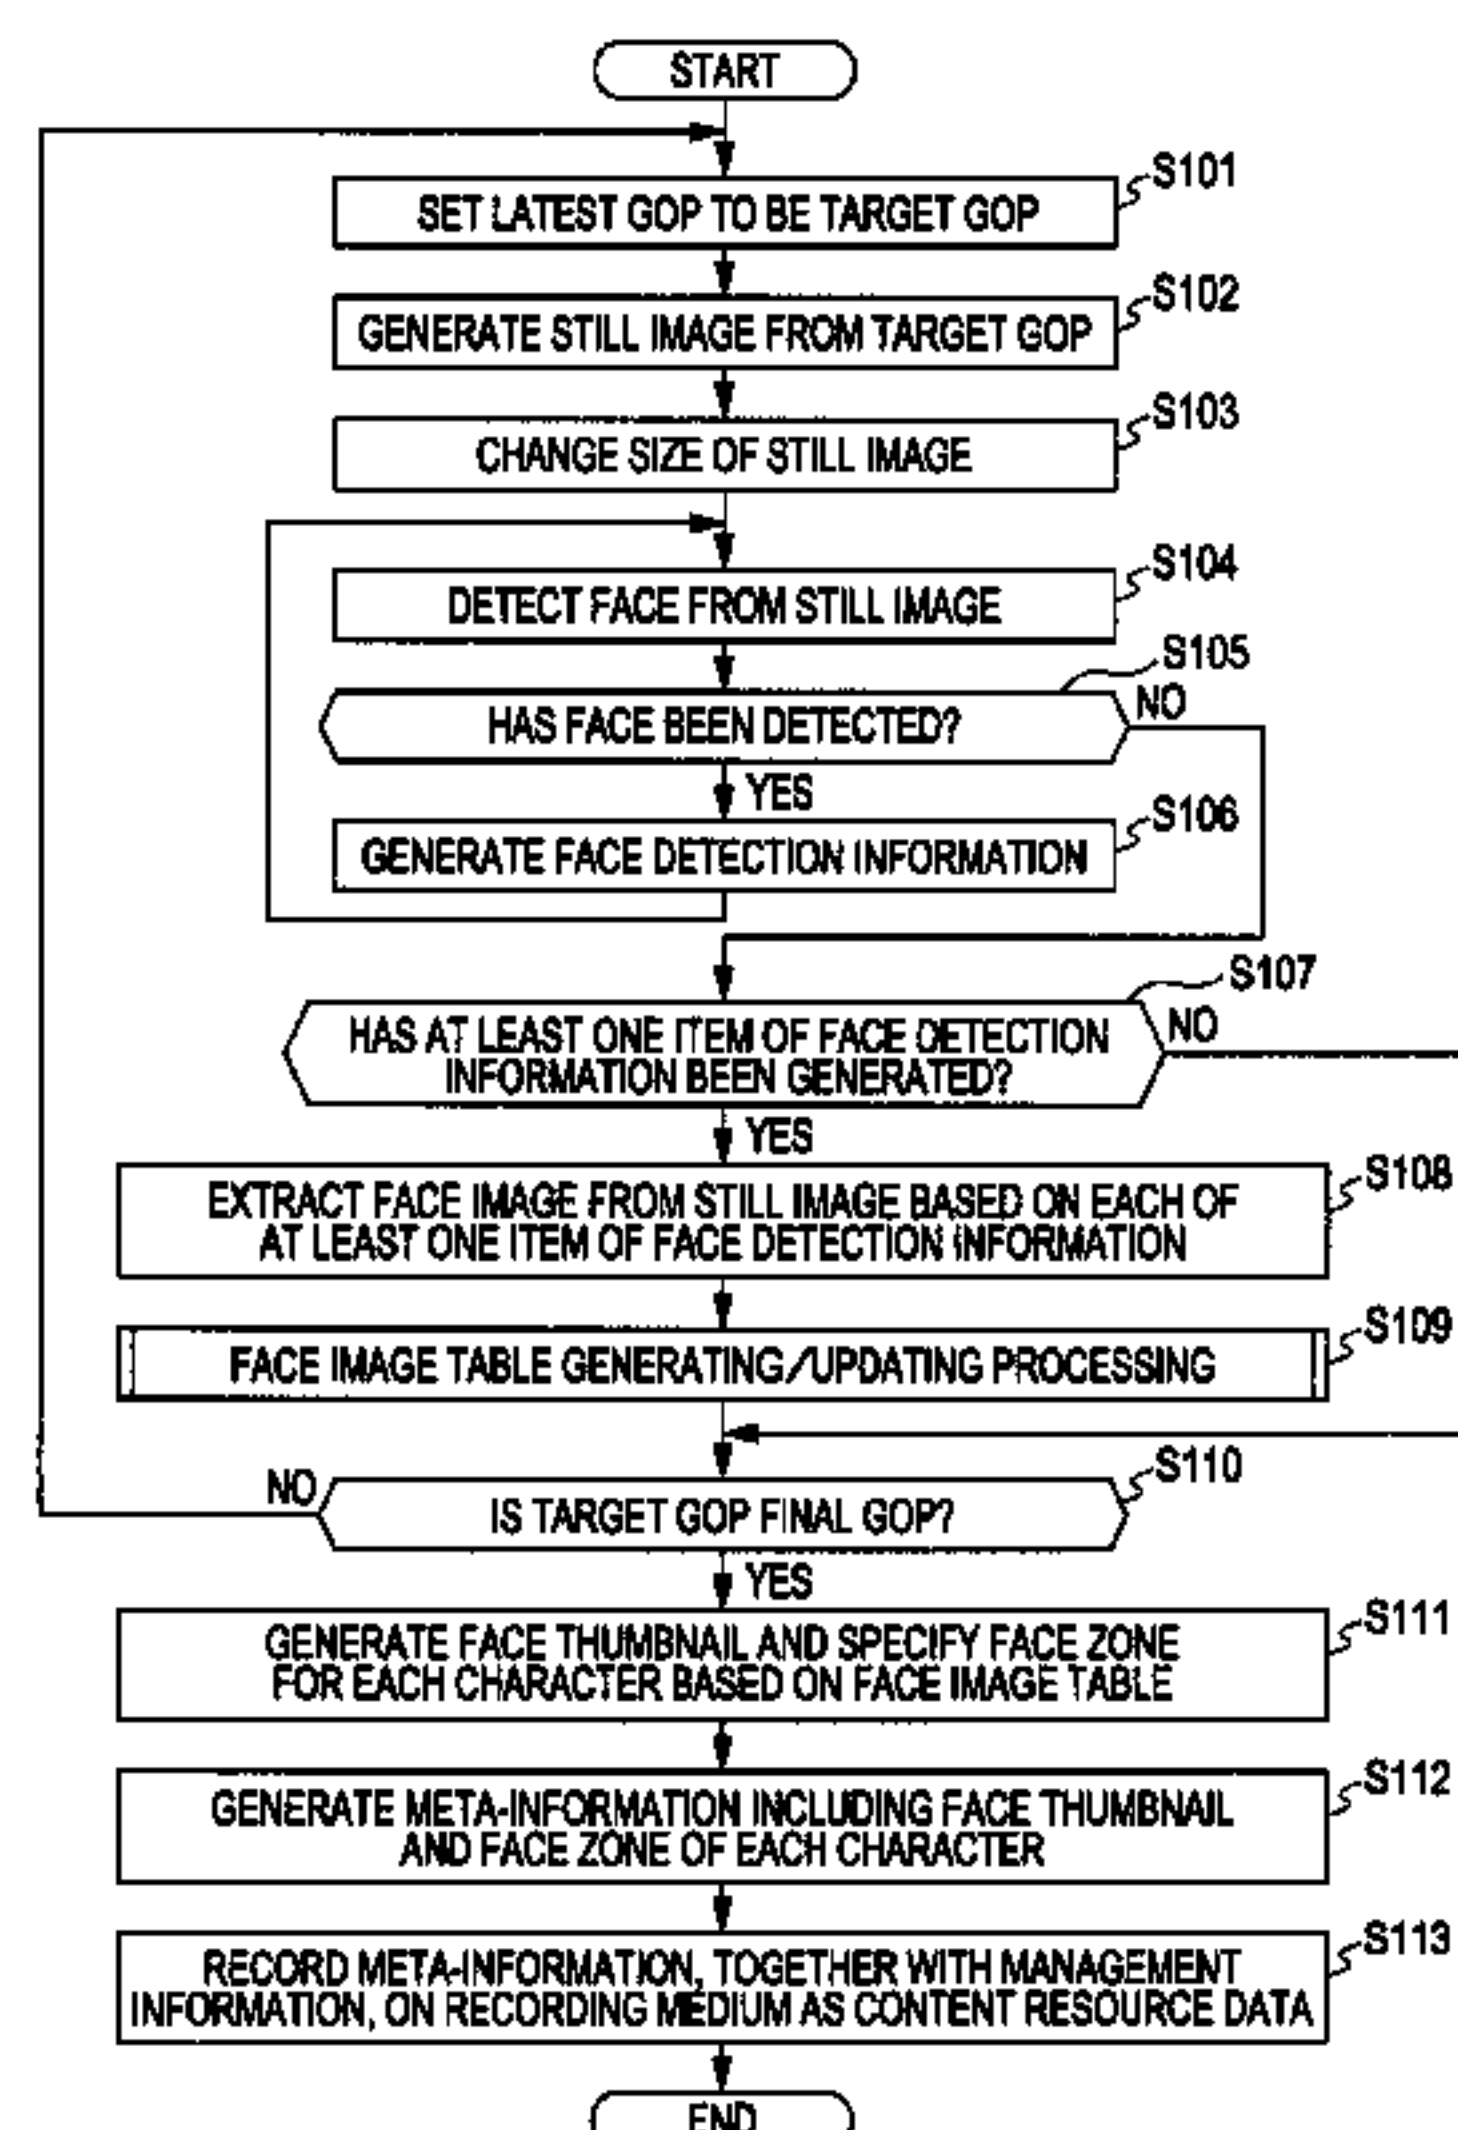 START
S101
SET LATEST GOP TO BE TARGET GOP
S102
GENERATE STILL IMAGE FROM TARGET GOP
S103
CHANGE SIZE OF STILL IMAGE
S104
DETECT FACE FROM STILL IMAGE
S105
HAS FACE BEEN DETECTED?
NO
YES
S106
GENERATE FACE DETECTION INFORMATION
S107
HAS AT LEAST ONE ITEM OF FACE DETECTION
INFORMATION BEEN GENERATED?
NO
YES
S108
EXTRACT FACE IMAGE FROM STILL IMAGE BASED ON EACH OF
AT LEAST ONE ITEM OF FACE DETECTION INFORMATION
S109
FACE IMAGE TABLE GENERATING/UPDATING PROCESSING
S110
NO
IS TARGET GOP FINAL GOP?
YES
S111
GENERATE FACE THUMBNAIL AND SPECIFY FACE ZONE
FOR EACH CHARACTER BASED ON FACE IMAGE TABLE
S112
GENERATE META-INFORMATION INCLUDING FACE THUMBNAIL
AND FACE ZONE OF EACH CHARACTER
S113
RECORD META-INFORMATION, TOGETHER WITH MANAGEMENT
INFORMATION, ON RECORDING MEDIUM AS CONTENT RESOURCE DATA
END